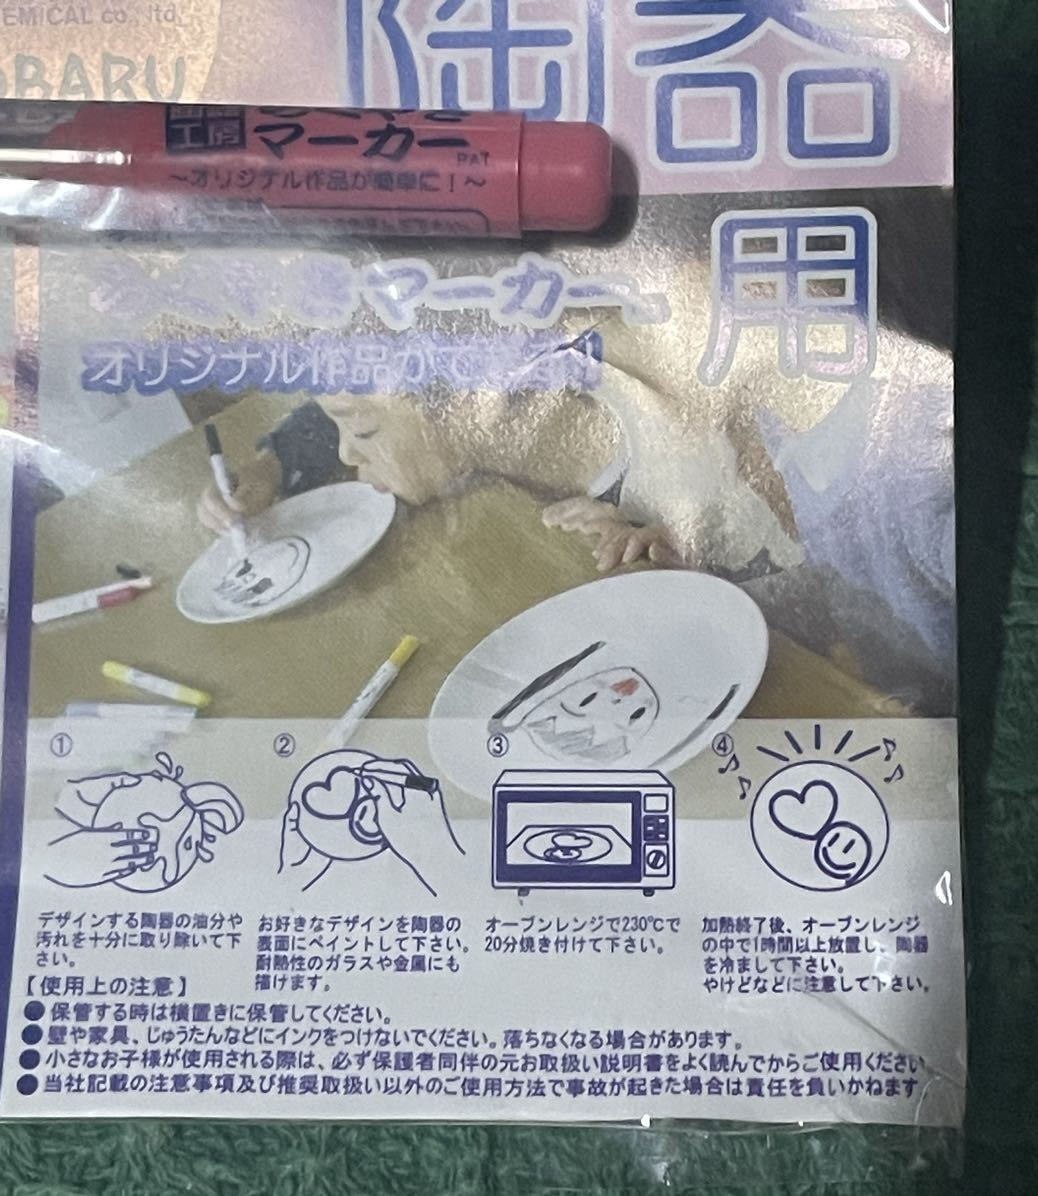 EMICAL co., ltd.
OBARU
陶器
用
工房
マーカー
PAT
～オリジナル作品が簡単に！～
らくやきマーカーで
オリジナル作品ができる！
①
②
③
④
デザインする陶器の油分や
汚れを十分に取り除いて下
さい。
お好きなデザインを陶器の
表面にペイントして下さい。
耐熱性のガラスや金属にも
描けます。
オーブンレンジで230℃で
20分焼き付けて下さい。
加熱終了後、オーブンレンジ
の中で1時間以上放置し、陶器
を冷まして下さい。
やけどなどに注意して下さい。
【使用上の注意】
●保管する時は横置きに保管してください。
●壁や家具、じゅうたんなどにインクをつけないでください。落ちなくなる場合があります。
●小さなお子様が使用される際は、必ず保護者同伴の元お取扱い説明書をよく読んでからご使用ください
●当社記載の注意事項及び推奨取扱い以外のご使用方法で事故が起きた場合は責任を負いかねます。